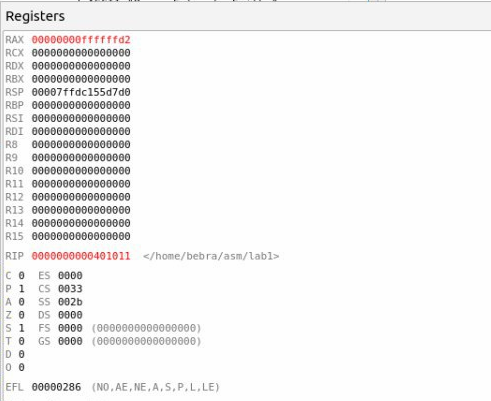 Registers
RAX 00000000ffffffd2
RCX 0000000000000000
RDX 0000000000000000
RBX 0000000000000000
RSP 00007ffdc155d7d0
RBP 0000000000000000
RSI 0000000000000000
RDI 0000000000000000
R8 0000000000000000
R9 0000000000000000
R10 0000000000000000
R11 0000000000000000
R12 0000000000000000
R13 0000000000000000
R14 0000000000000000
R15 0000000000000000
RIP 0000000000401011 </home/bebra/asm/lab1>
C 0 ES 0000
P 1 CS 0033
A 0 SS 002b
Z 0 DS 0000
S 1 FS 0000 (0000000000000000)
T 0 GS 0000 (0000000000000000)
D 0
O 0
EFL 00000286 (NO,AE,NE,A,S,P,L,LE)